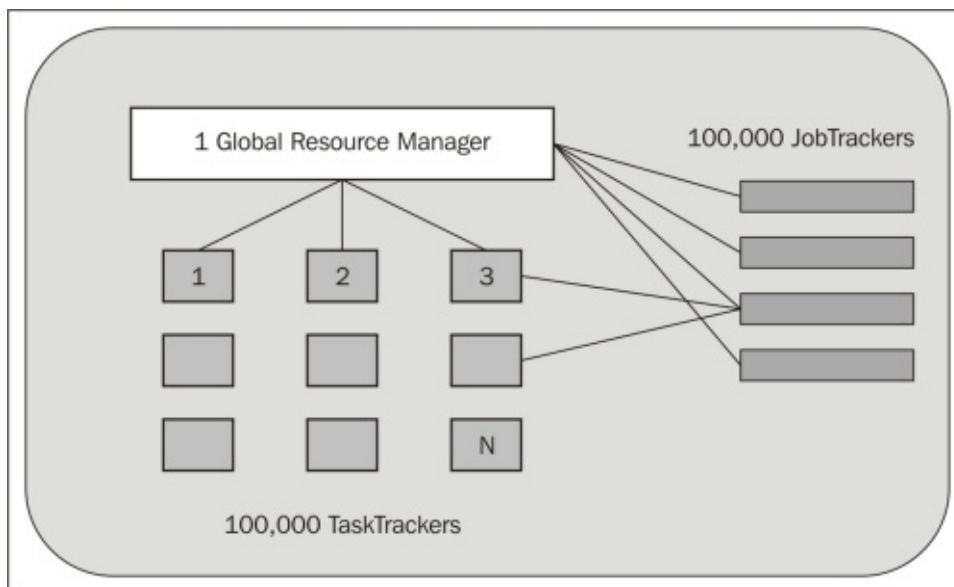 1 Global Resource Manager
100,000 JobTrackers
1
2
3
N
100,000 TaskTrackers